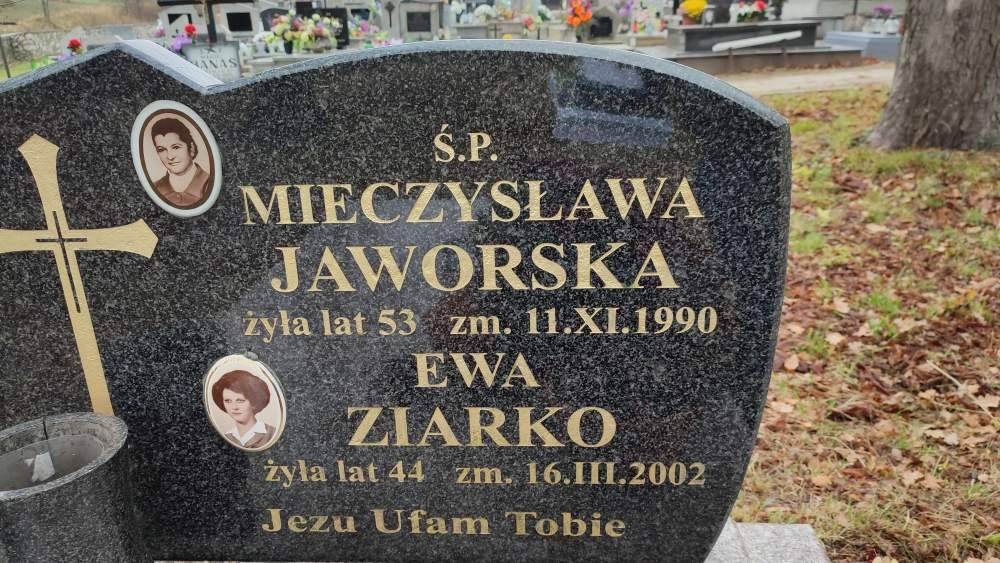 Ś.P.
MIECZYSŁAWA
JAWORSKA
żyła lat 53 zm. 11.XI.1990
EWA
ZIARKO
żyła lat 44 zm. 16.III.2002
Jezu Ufam Tobie